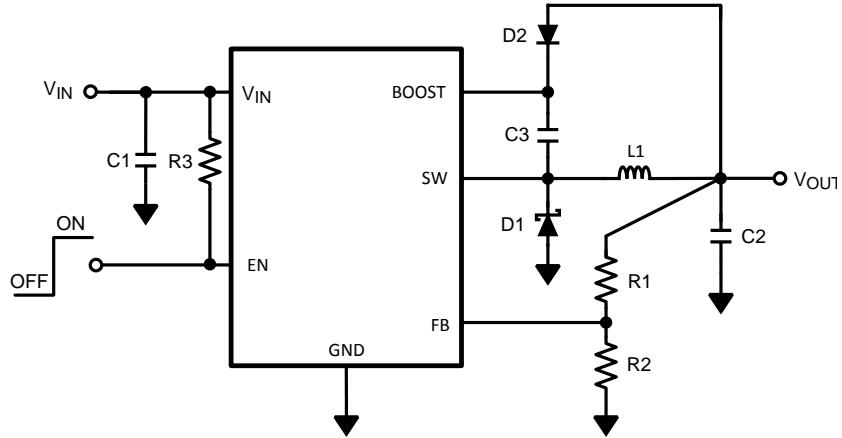 D2
VIN
VIN
BOOST
C3
L1
C1
R3
SW
VOUT
D1
C2
ON
OFF
EN
R1
FB
R2
GND